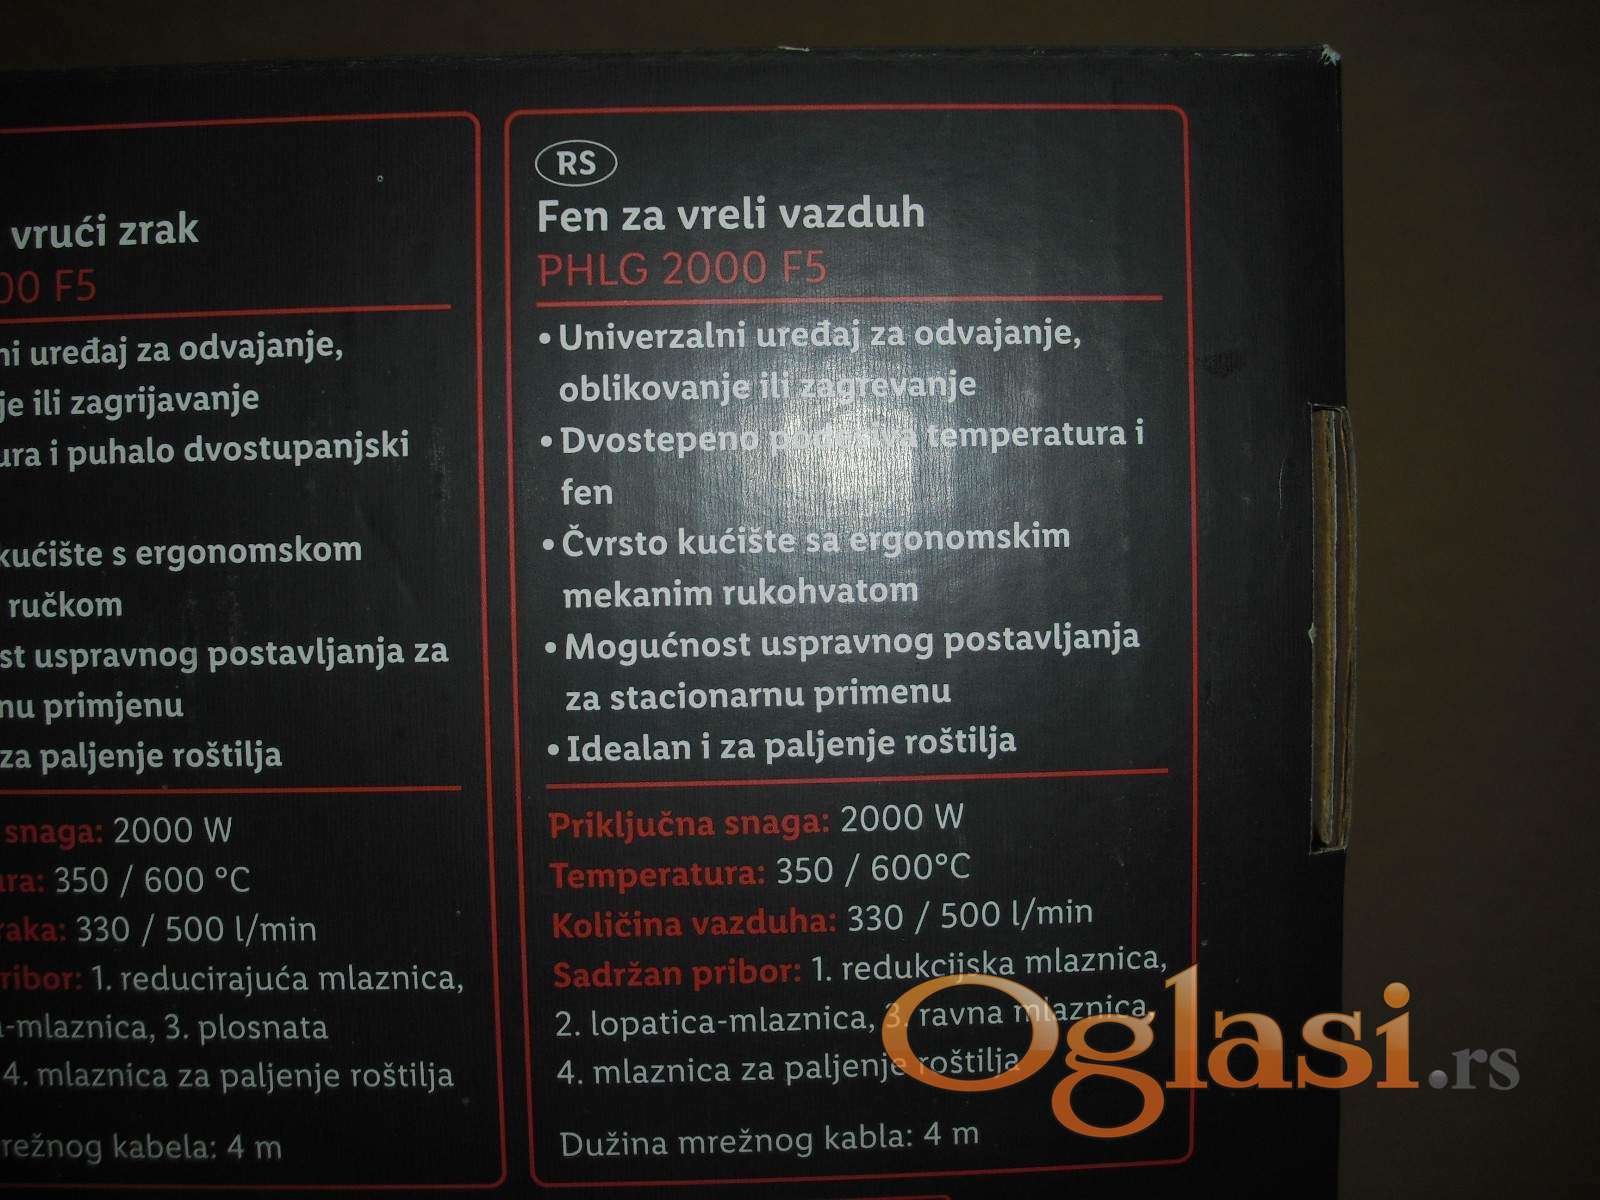 vrući zrak
00 F5
ni uređaj za odvajanje,
je ili zagrijavanje
ura i puhalo dvostupanjski
kućište s ergonomskom
ručkom
st uspravnog postavljanja za
nu primjenu
za paljenje roštilja
snaga: 2000 W
ura: 350 / 600 °C
raka: 330 / 500 l/min
ribor: 1. reducirajuća mlaznica,
a-mlaznica, 3. plosnata
4. mlaznica za paljenje roštilja
režnog kabela: 4 m
RS
Fen za vreli vazduh
PHLG 2000 F5
• Univerzalni uređaj za odvajanje,
oblikovanje ili zagrevanje
• Dvostepeno podesiva temperatura i
fen
• Čvrsto kućište sa ergonomskim
mekanim rukohvatom
• Mogućnost uspravnog postavljanja
za stacionarnu primenu
• Idealan i za paljenje roštilja
Priključna snaga: 2000 W
Temperatura: 350 / 600°C
Količina vazduha: 330 / 500 l/min
Sadržan pribor: 1. redukcijska mlaznica,
2. lopatica-mlaznica, 3. ravna mlaznica,
4. mlaznica za paljenje roštilja
Dužina mrežnog kabla: 4 m
Oglasi.rs